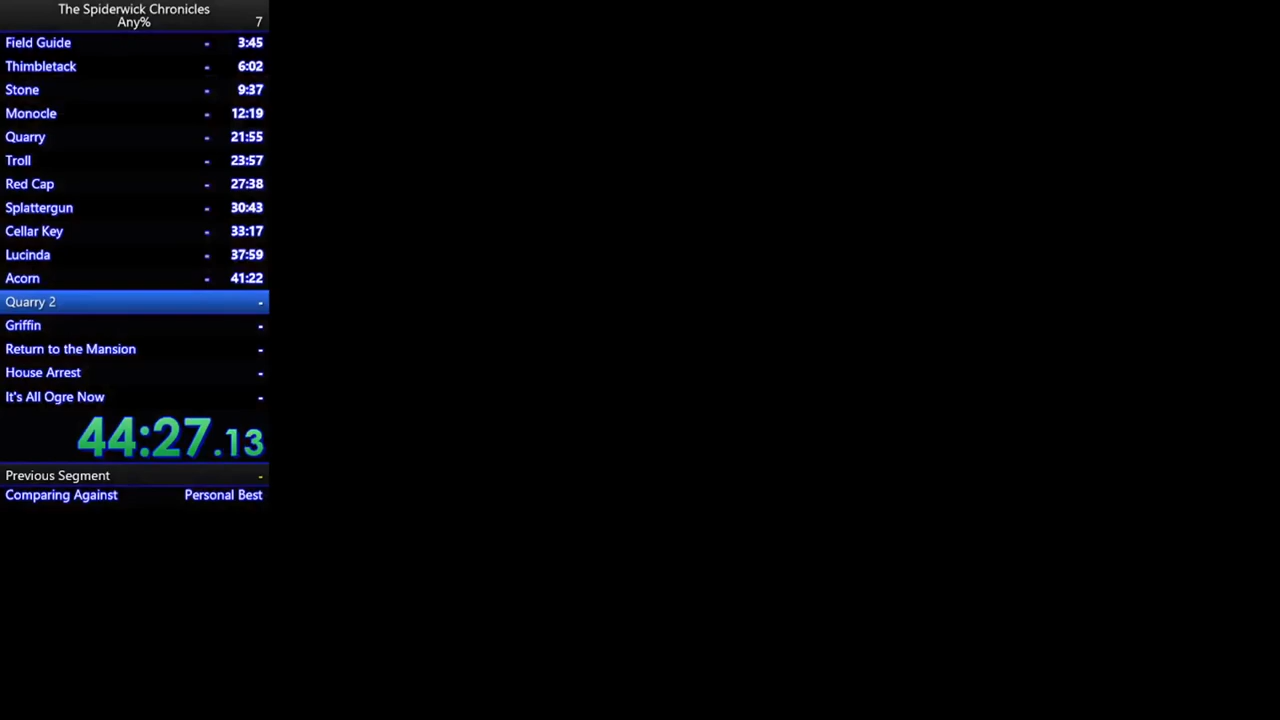 The Spiderwick Chronicles
Any% 7
Field Guide - 3:45
Thimbletack - 6:02
Stone - 9:37
Monocle - 12:19
Quarry - 21:55
Troll - 23:57
Red Cap - 27:38
Splattergun - 30:43
Cellar Key - 33:17
Lucinda - 37:59
Acorn - 41:22
Quarry 2 -
Griffin -
Return to the Mansion -
House Arrest -
It's All Ogre Now -
44:27.13
Previous Segment -
Comparing Against Personal Best